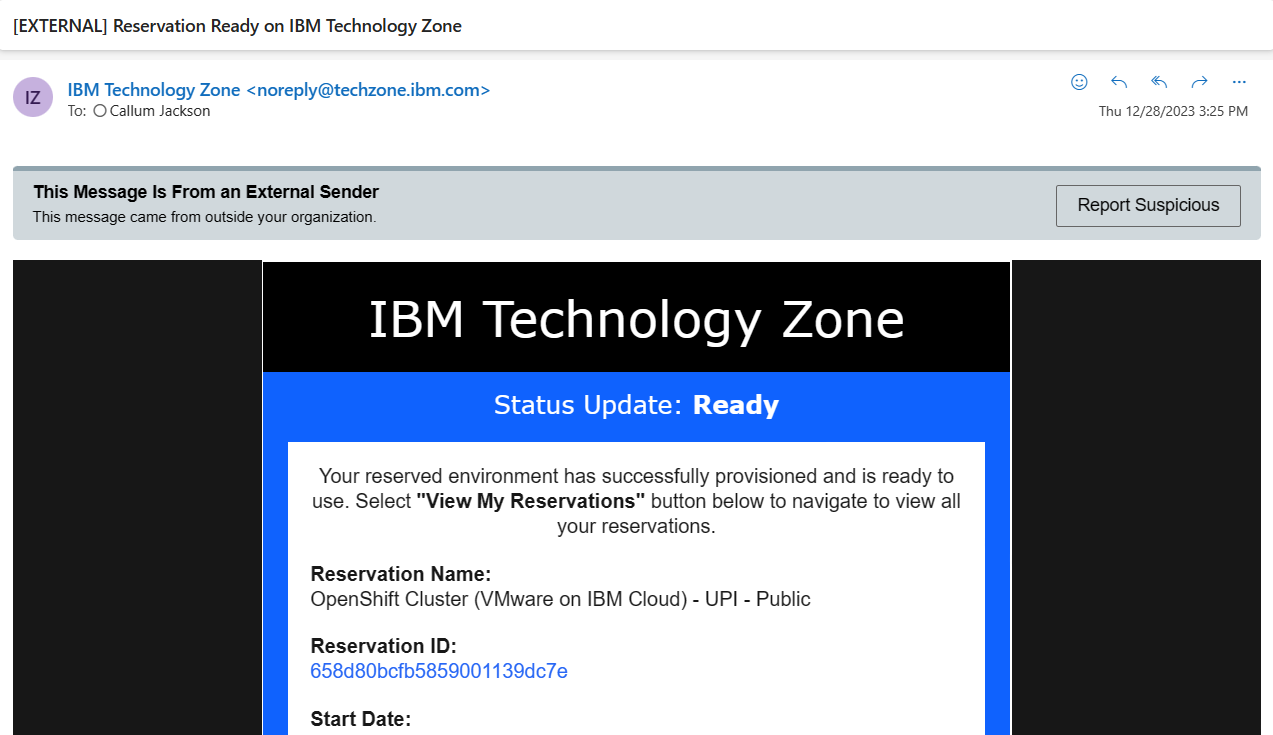 [EXTERNAL] Reservation Ready on IBM Technology Zone
IZ
IBM Technology Zone <noreply@techzone.ibm.com>
To: Callum Jackson
Thu 12/28/2023 3:25 PM
This Message Is From an External Sender
This message came from outside your organization.
Report Suspicious
IBM Technology Zone
Status Update: Ready
Your reserved environment has successfully provisioned and is ready to
use. Select "View My Reservations" button below to navigate to view all
your reservations.
Reservation Name:
OpenShift Cluster (VMware on IBM Cloud) - UPI - Public
Reservation ID:
658d80bcfb5859001139dc7e
Start Date: